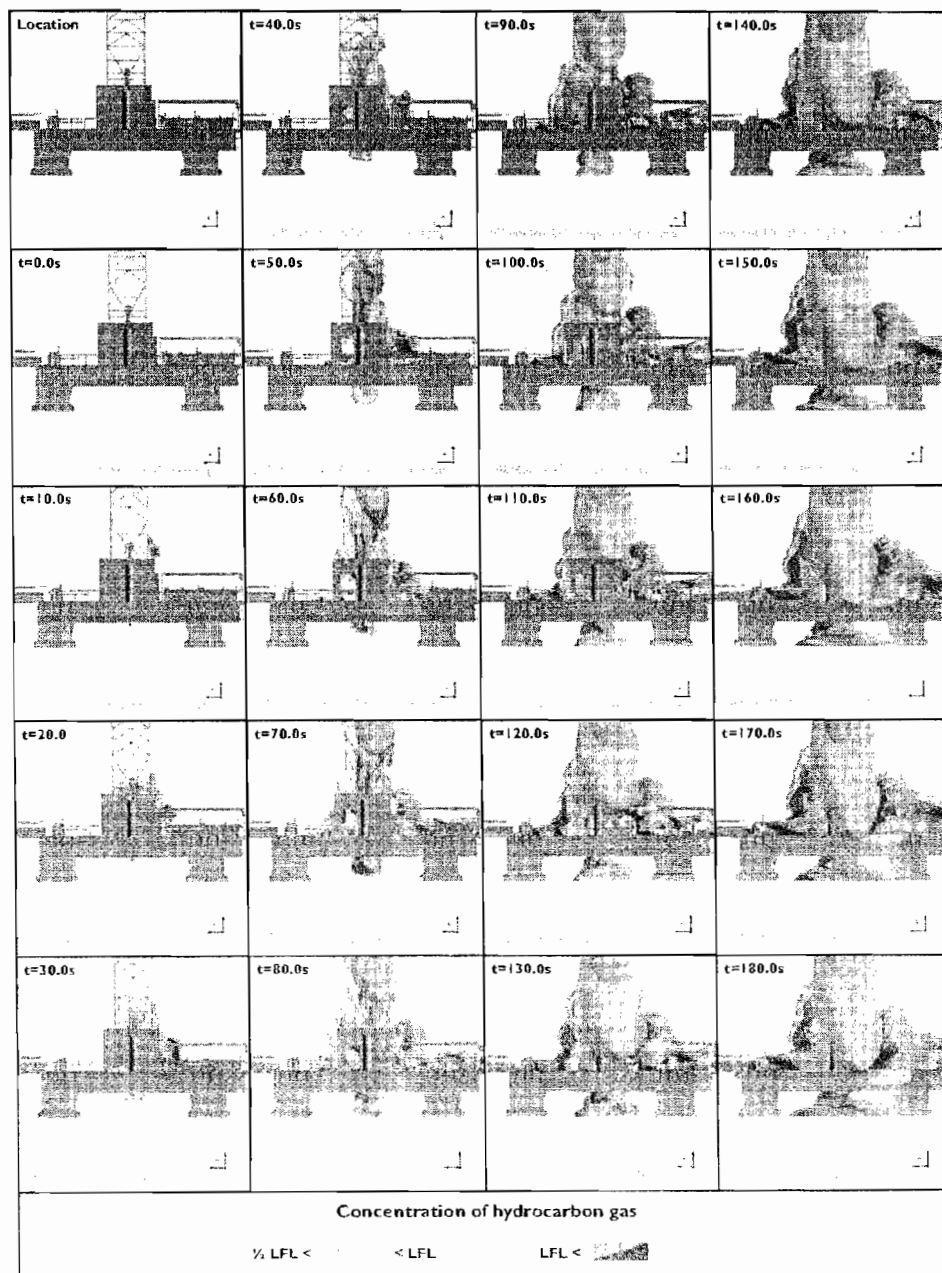 Location
t=40.0s
t=90.0s
t=140.0s
t=0.0s
t=50.0s
t=100.0s
t=150.0s
t=10.0s
t=60.0s
t=110.0s
t=160.0s
t=20.0
t=70.0s
t=120.0s
t=170.0s
t=30.0s
t=80.0s
t=130.0s
t=180.0s
Concentration of hydrocarbon gas
½ LFL < < LFL LFL <